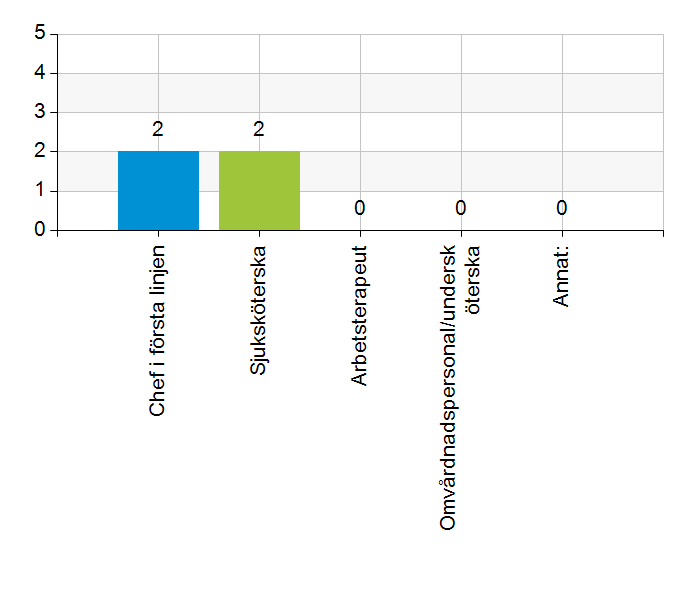 5
4
3
2
1
0
2
2
0
0
0
Chef i första linjen
Sjuksköterska
Arbetsterapeut
Omvårdnadspersonal/undersk
öterska
Annat: